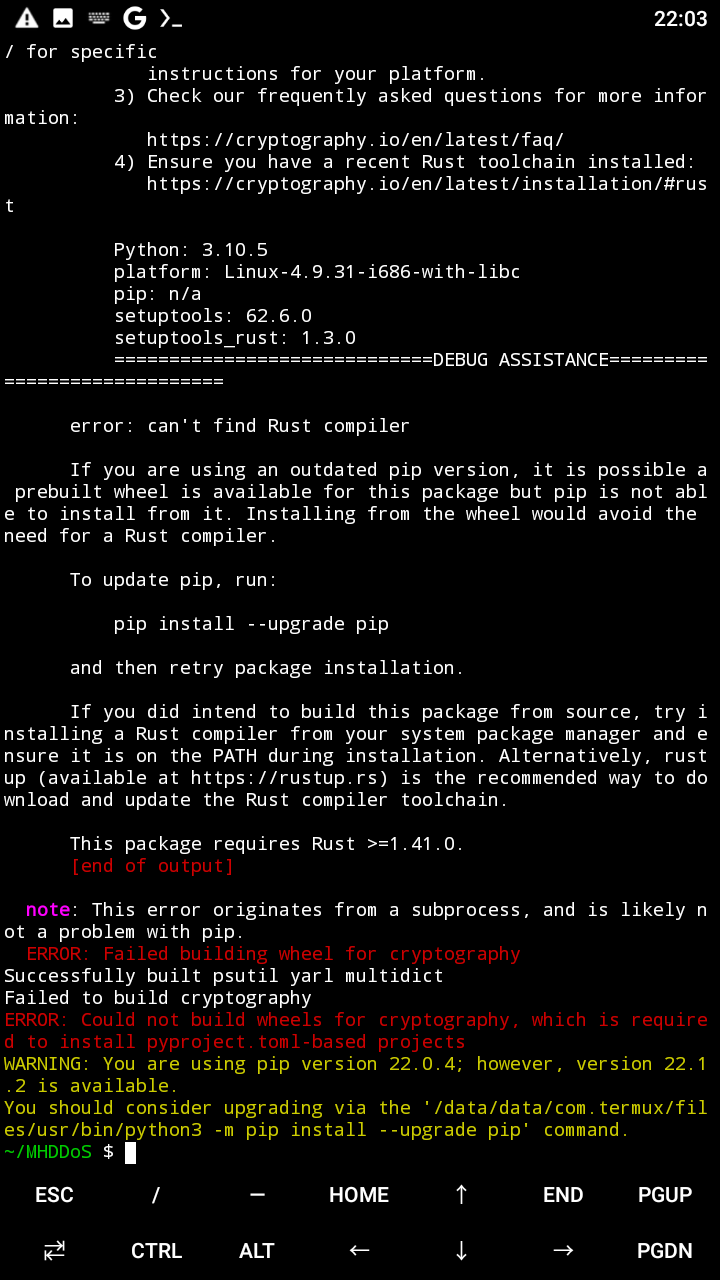 22:03
/ for specific
instructions for your platform.
3) Check our frequently asked questions for more infor
mation:
https://cryptography.io/en/latest/faq/
4) Ensure you have a recent Rust toolchain installed:
https://cryptography.io/en/latest/installation/#rus
t
Python: 3.10.5
platform: Linux-4.9.31-i686-with-libc
pip: n/a
setuptools: 62.6.0
setuptools_rust: 1.3.0
=============================DEBUG ASSISTANCE=========
====================
error: can't find Rust compiler
If you are using an outdated pip version, it is possible a
prebuilt wheel is available for this package but pip is not abl
e to install from it. Installing from the wheel would avoid the
need for a Rust compiler.
To update pip, run:
pip install --upgrade pip
and then retry package installation.
If you did intend to build this package from source, try i
nstalling a Rust compiler from your system package manager and e
nsure it is on the PATH during installation. Alternatively, rust
up (available at https://rustup.rs) is the recommended way to do
wnload and update the Rust compiler toolchain.
This package requires Rust >=1.41.0.
[end of output]
note: This error originates from a subprocess, and is likely n
ot a problem with pip.
ERROR: Failed building wheel for cryptography
Successfully built psutil yarl multidict
Failed to build cryptography
ERROR: Could not build wheels for cryptography, which is require
d to install pyproject.toml-based projects
WARNING: You are using pip version 22.0.4; however, version 22.1
.2 is available.
You should consider upgrading via the '/data/data/com.termux/fil
es/usr/bin/python3 -m pip install --upgrade pip' command.
~/MHDDoS $
ESC / — HOME ↑ END PGUP
⇄ CTRL ALT ← ↓ → PGDN